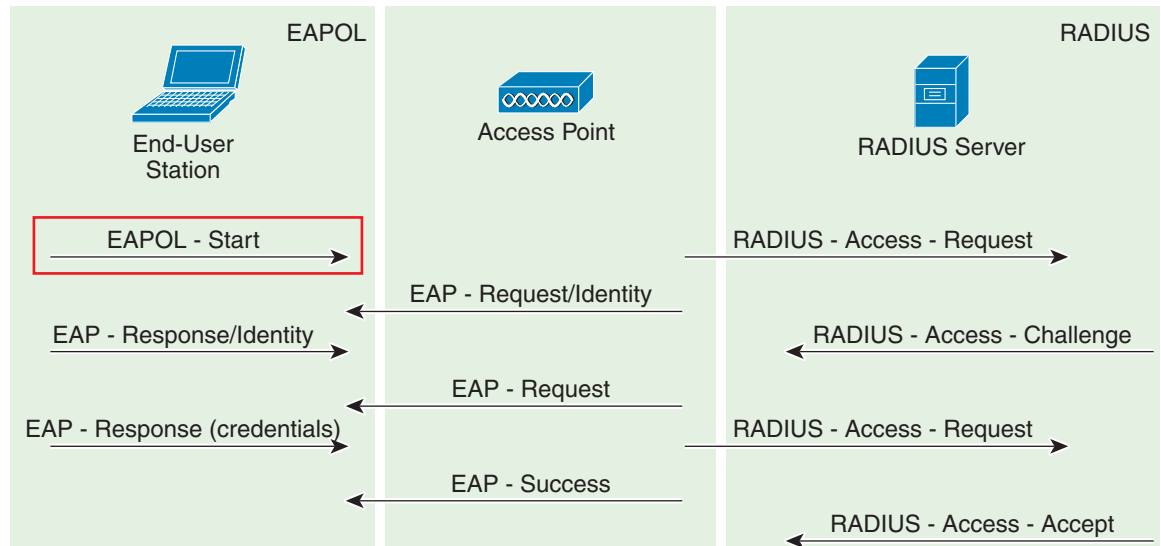 EAPOL
RADIUS
End-User
Station
Access Point
RADIUS Server
EAPOL - Start
RADIUS - Access - Request
EAP - Request/Identity
EAP - Response/Identity
RADIUS - Access - Challenge
EAP - Request
EAP - Response (credentials)
RADIUS - Access - Request
EAP - Success
RADIUS - Access - Accept